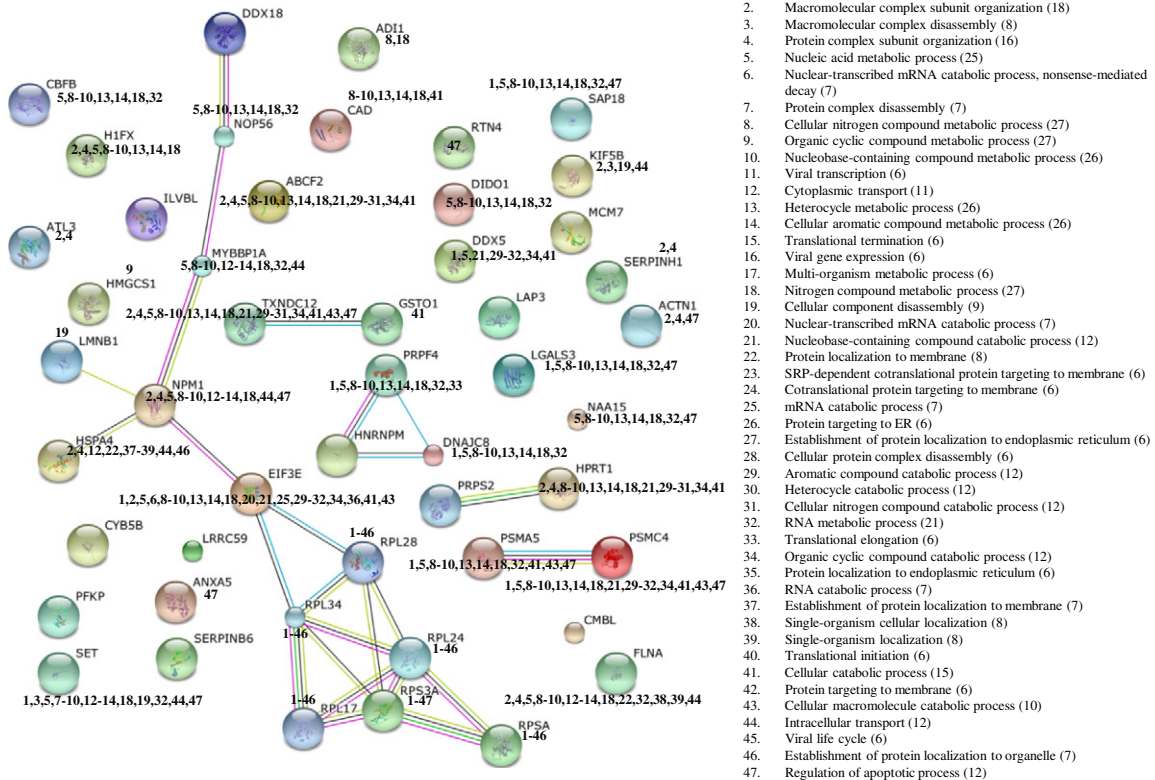 DDX18
ADI1
8,18
CBFB
5,8-10,13,14,18,32
5,8-10,13,14,18,32
NOP56
8-10,13,14,18,41
CAD
1,5,8-10,13,14,18,32,47
SAP18
H1FX
2,4,5,8-10,13,14,18
RTN4
47
KIF5B
2,3,19,44
ILVBL
ABCF2
2,4,5,8-10,13,14,18,21,29-31,34,41
DIDO1
5,8-10,13,14,18,32
MCM7
ATL3
2,4
MYBBP1A
5,8-10,12-14,18,32,44
DDX5
1,5,21,29-32,34,41
2,4
SERPINH1
9
HMGCS1
TXNDC12
2,4,5,8-10,13,14,18,21,29-31,34,41,43,47
GSTO1
41
LAP3
ACTN1
2,4,47
19
LMNB1
PRPF4
1,5,8-10,13,14,18,32,33
LGALS3
1,5,8-10,13,14,18,32,47
NPM1
2,4,5,8-10,12-14,18,44,47
NAA15
5,8-10,13,14,18,32,47
HSPA4
2,4,12,22,37-39,44,46
HNRNPM
DNAJC8
1,5,8-10,13,14,18,32
EIF3E
1,2,5,6,8-10,13,14,18,20,21,25,29-32,34,36,41,43
PRPS2
HPRT1
2,4,8-10,13,14,18,21,29-31,34,41
CYB5B
LRRC59
1-46
RPL28
PSMA5
1,5,8-10,13,14,18,32,41,43,47
PSMC4
1,5,8-10,13,14,18,21,29-32,34,41,43,47
ANXA5
47
PFKP
RPL34
1-46
RPL24
1-46
CMBL
SERPINB6
SET
1,3,5,7-10,12-14,18,19,32,44,47
FLNA
2,4,5,8-10,12-14,18,22,32,38,39,44
1-46
RPL17
RPS3A
1-47
RPSA
1-46
2. Macromolecular complex subunit organization (18)
3. Macromolecular complex disassembly (8)
4. Protein complex subunit organization (16)
5. Nucleic acid metabolic process (25)
6. Nuclear-transcribed mRNA catabolic process, nonsense-mediated
decay (7)
7. Protein complex disassembly (7)
8. Cellular nitrogen compound metabolic process (27)
9. Organic cyclic compound metabolic process (27)
10. Nucleobase-containing compound metabolic process (26)
11. Viral transcription (6)
12. Cytoplasmic transport (11)
13. Heterocycle metabolic process (26)
14. Cellular aromatic compound metabolic process (26)
15. Translational termination (6)
16. Viral gene expression (6)
17. Multi-organism metabolic process (6)
18. Nitrogen compound metabolic process (27)
19. Cellular component disassembly (9)
20. Nuclear-transcribed mRNA catabolic process (7)
21. Nucleobase-containing compound catabolic process (12)
22. Protein localization to membrane (8)
23. SRP-dependent cotranslational protein targeting to membrane (6)
24. Cotranslational protein targeting to membrane (6)
25. mRNA catabolic process (7)
26. Protein targeting to ER (6)
27. Establishment of protein localization to endoplasmic reticulum (6)
28. Cellular protein complex disassembly (6)
29. Aromatic compound catabolic process (12)
30. Heterocycle catabolic process (12)
31. Cellular nitrogen compound catabolic process (12)
32. RNA metabolic process (21)
33. Translational elongation (6)
34. Organic cyclic compound catabolic process (12)
35. Protein localization to endoplasmic reticulum (6)
36. RNA catabolic process (7)
37. Establishment of protein localization to membrane (7)
38. Single-organism cellular localization (8)
39. Single-organism localization (8)
40. Translational initiation (6)
41. Cellular catabolic process (15)
42. Protein targeting to membrane (6)
43. Cellular macromolecule catabolic process (10)
44. Intracellular transport (12)
45. Viral life cycle (6)
46. Establishment of protein localization to organelle (7)
47. Regulation of apoptotic process (12)